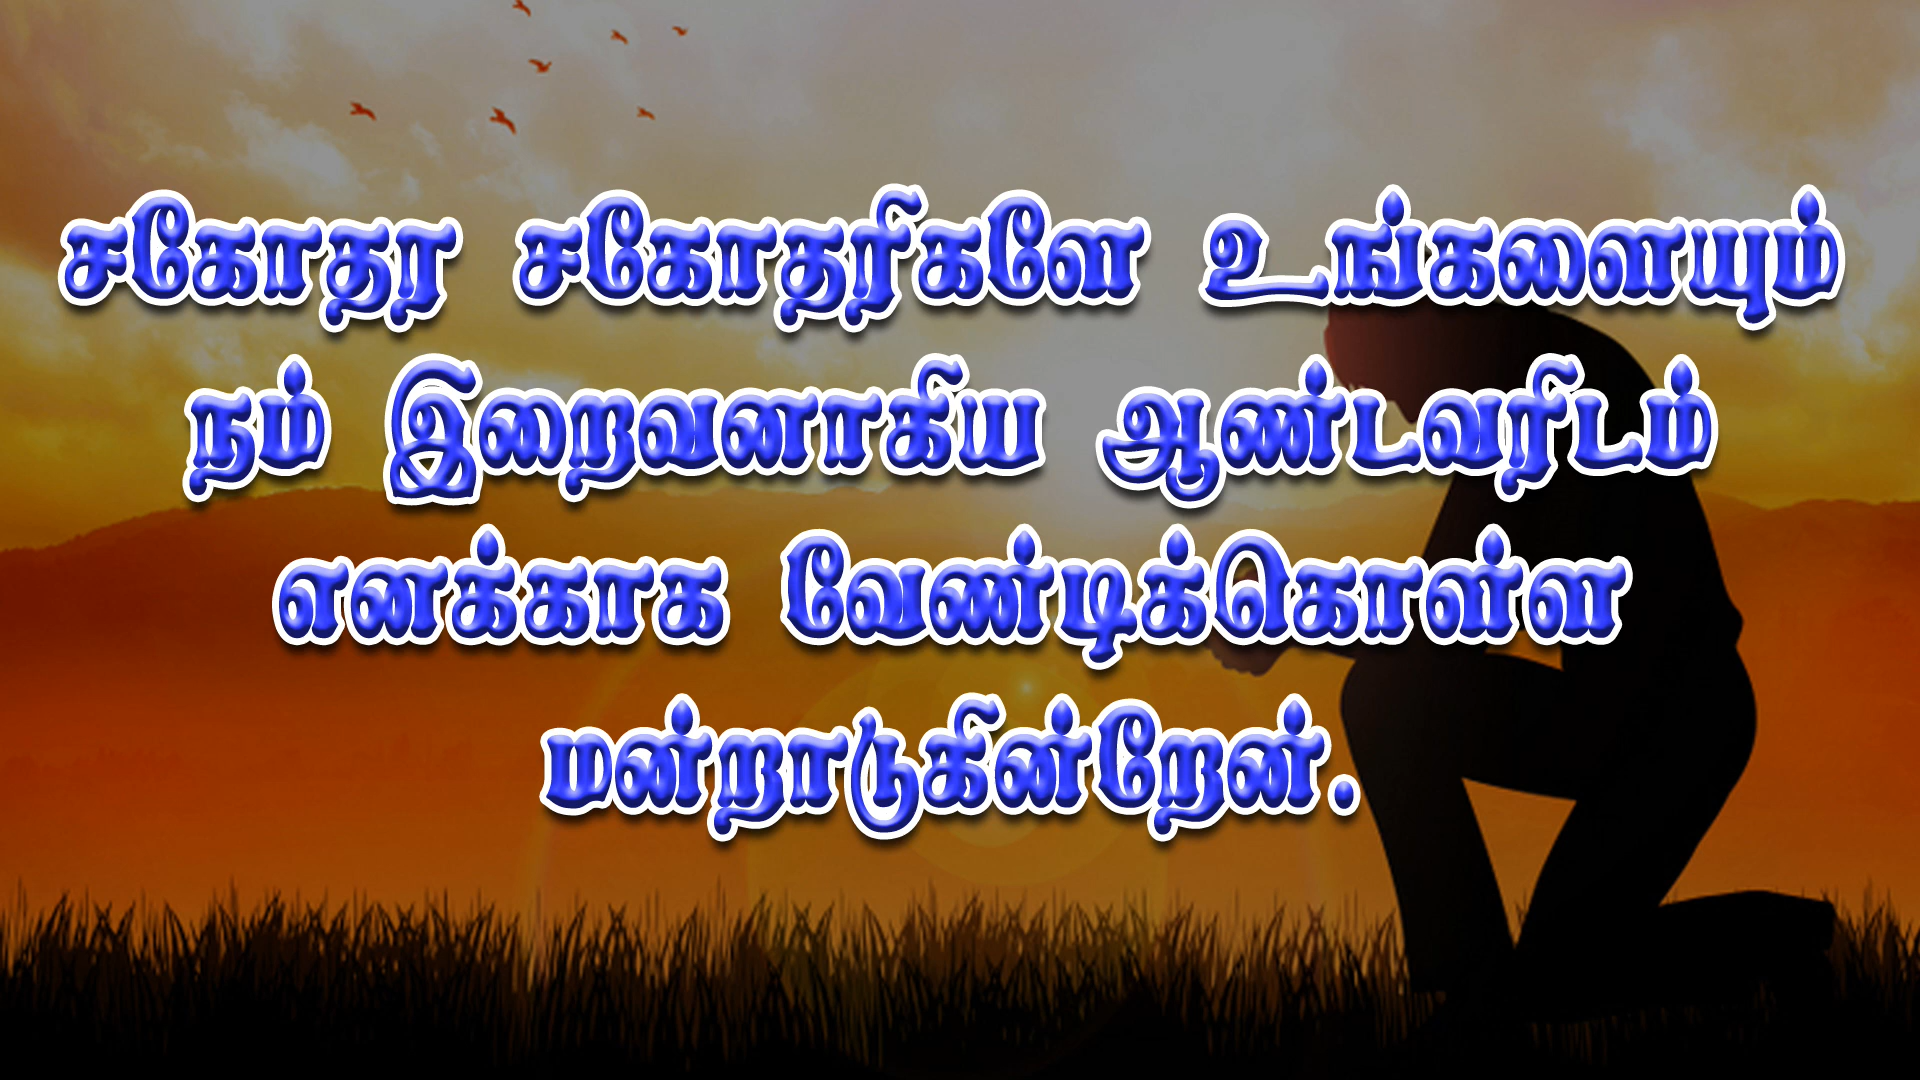 சகோதர சகோதரிகளே உங்களையும்
நம் இறைவனாகிய ஆண்டவரிடம்
எனக்காக வேண்டிக்கொள்ள
மன்றாடுகின்றேன்.